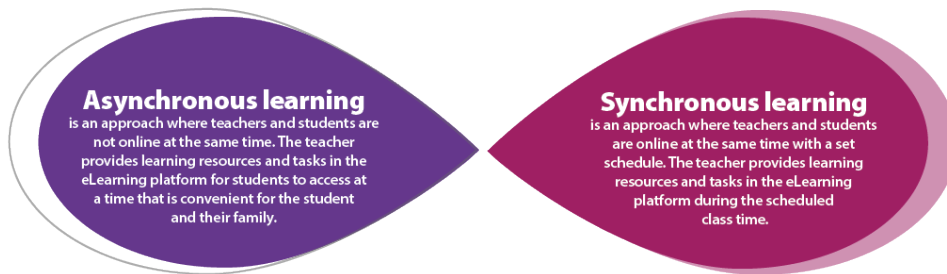 Asynchronous learning
is an approach where teachers and students are
not online at the same time. The teacher
provides learning resources and tasks in the
eLearning platform for students to access at
a time that is convenient for the student
and their family.
Synchronous learning
is an approach where teachers and students
are online at the same time with a set
schedule. The teacher provides learning
resources and tasks in the eLearning
platform during the scheduled
class time.